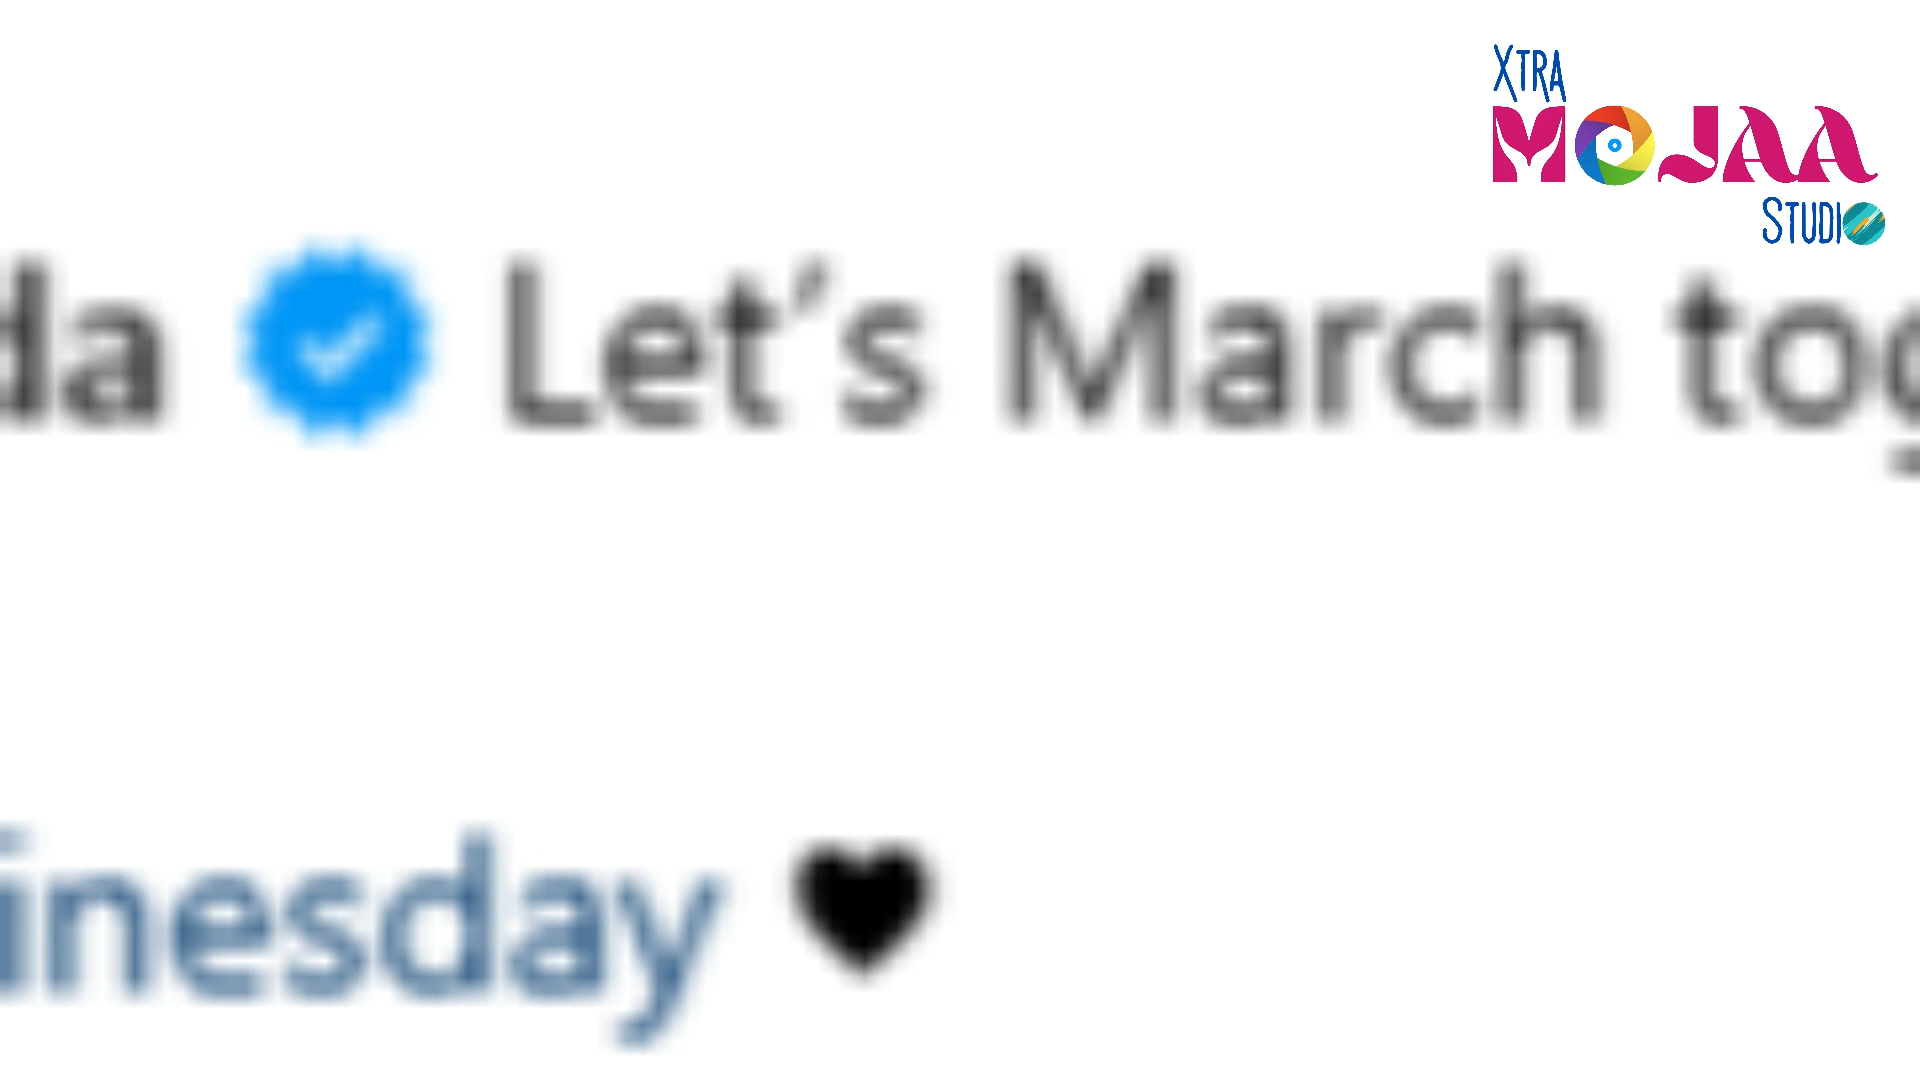 XTRA
MOJAA
STUDIO
da Let's March tog
inesday 🖤